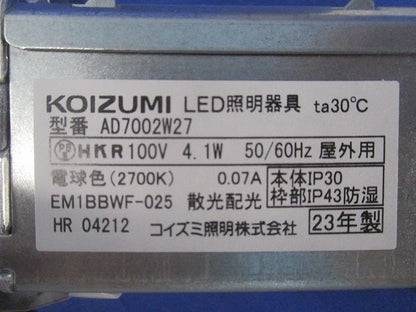 KOIZUMI LED照明器具 ta30℃
型番 AD7002W27
PSE HKR 100V 4.1W 50/60Hz 屋外用
電球色(2700K) 0.07A 本体IP30
EM1BBWF-025 散光配光 枠部IP43防湿
HR 04212 コイズミ照明株式会社 23年製